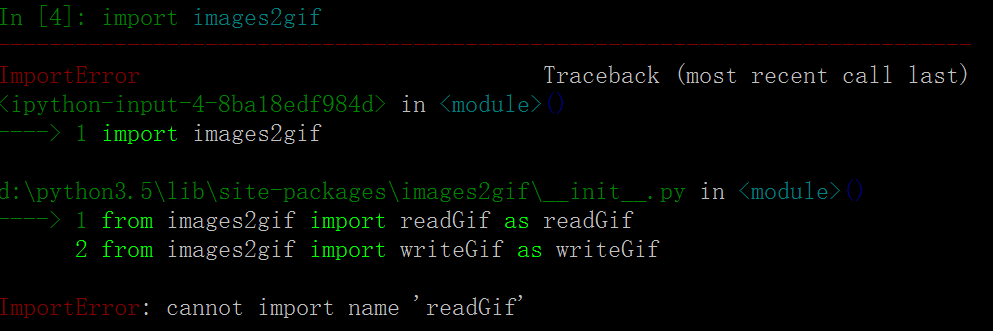 In [4]: import images2gif
---------------------------------------------------------------------------
ImportError                               Traceback (most recent call last)
<ipython-input-4-8ba18edf984d> in <module>()
----> 1 import images2gif

d:\python3.5\lib\site-packages\images2gif\__init__.py in <module>()
----> 1 from images2gif import readGif as readGif
      2 from images2gif import writeGif as writeGif

ImportError: cannot import name 'readGif'